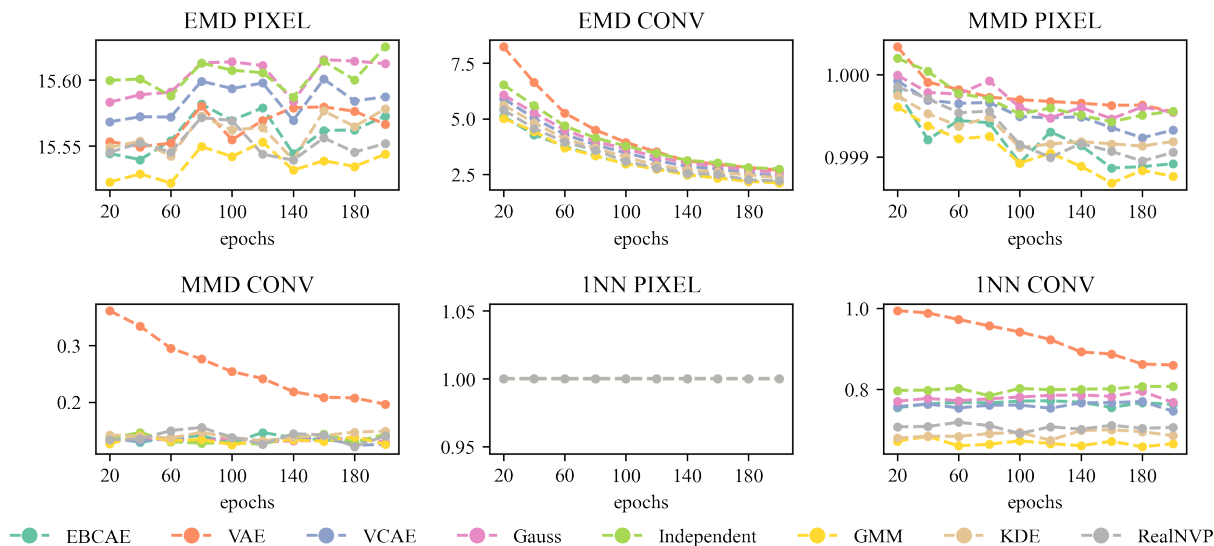 EMD PIXEL
EMD CONV
MMD PIXEL
15.60
15.55
20 60 100 140 180
epochs
7.5
5.0
2.5
20 60 100 140 180
epochs
1.000
0.999
20 60 100 140 180
epochs
MMD CONV
1NN PIXEL
1NN CONV
0.3
0.2
20 60 100 140 180
epochs
1.05
1.00
0.95
20 60 100 140 180
epochs
1.0
0.8
20 60 100 140 180
epochs
EBCAE VAE VCAE Gauss Independent GMM KDE RealNVP